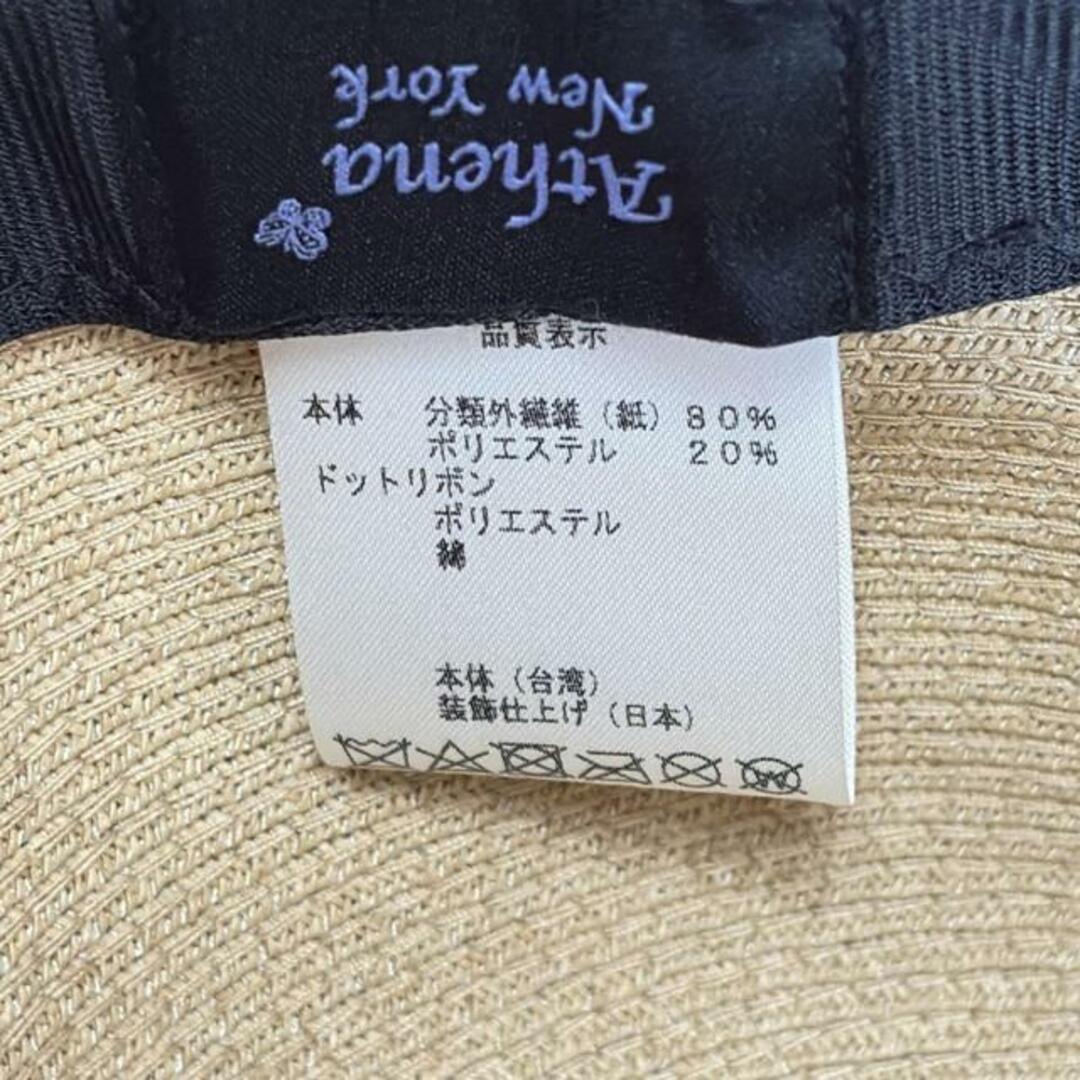 Athena
New York
品質表示
本体 分類外繊維（紙）80%
ポリエステル 20%
ドットリボン
ポリエステル
綿
本体（台湾）
装飾仕上げ（日本）